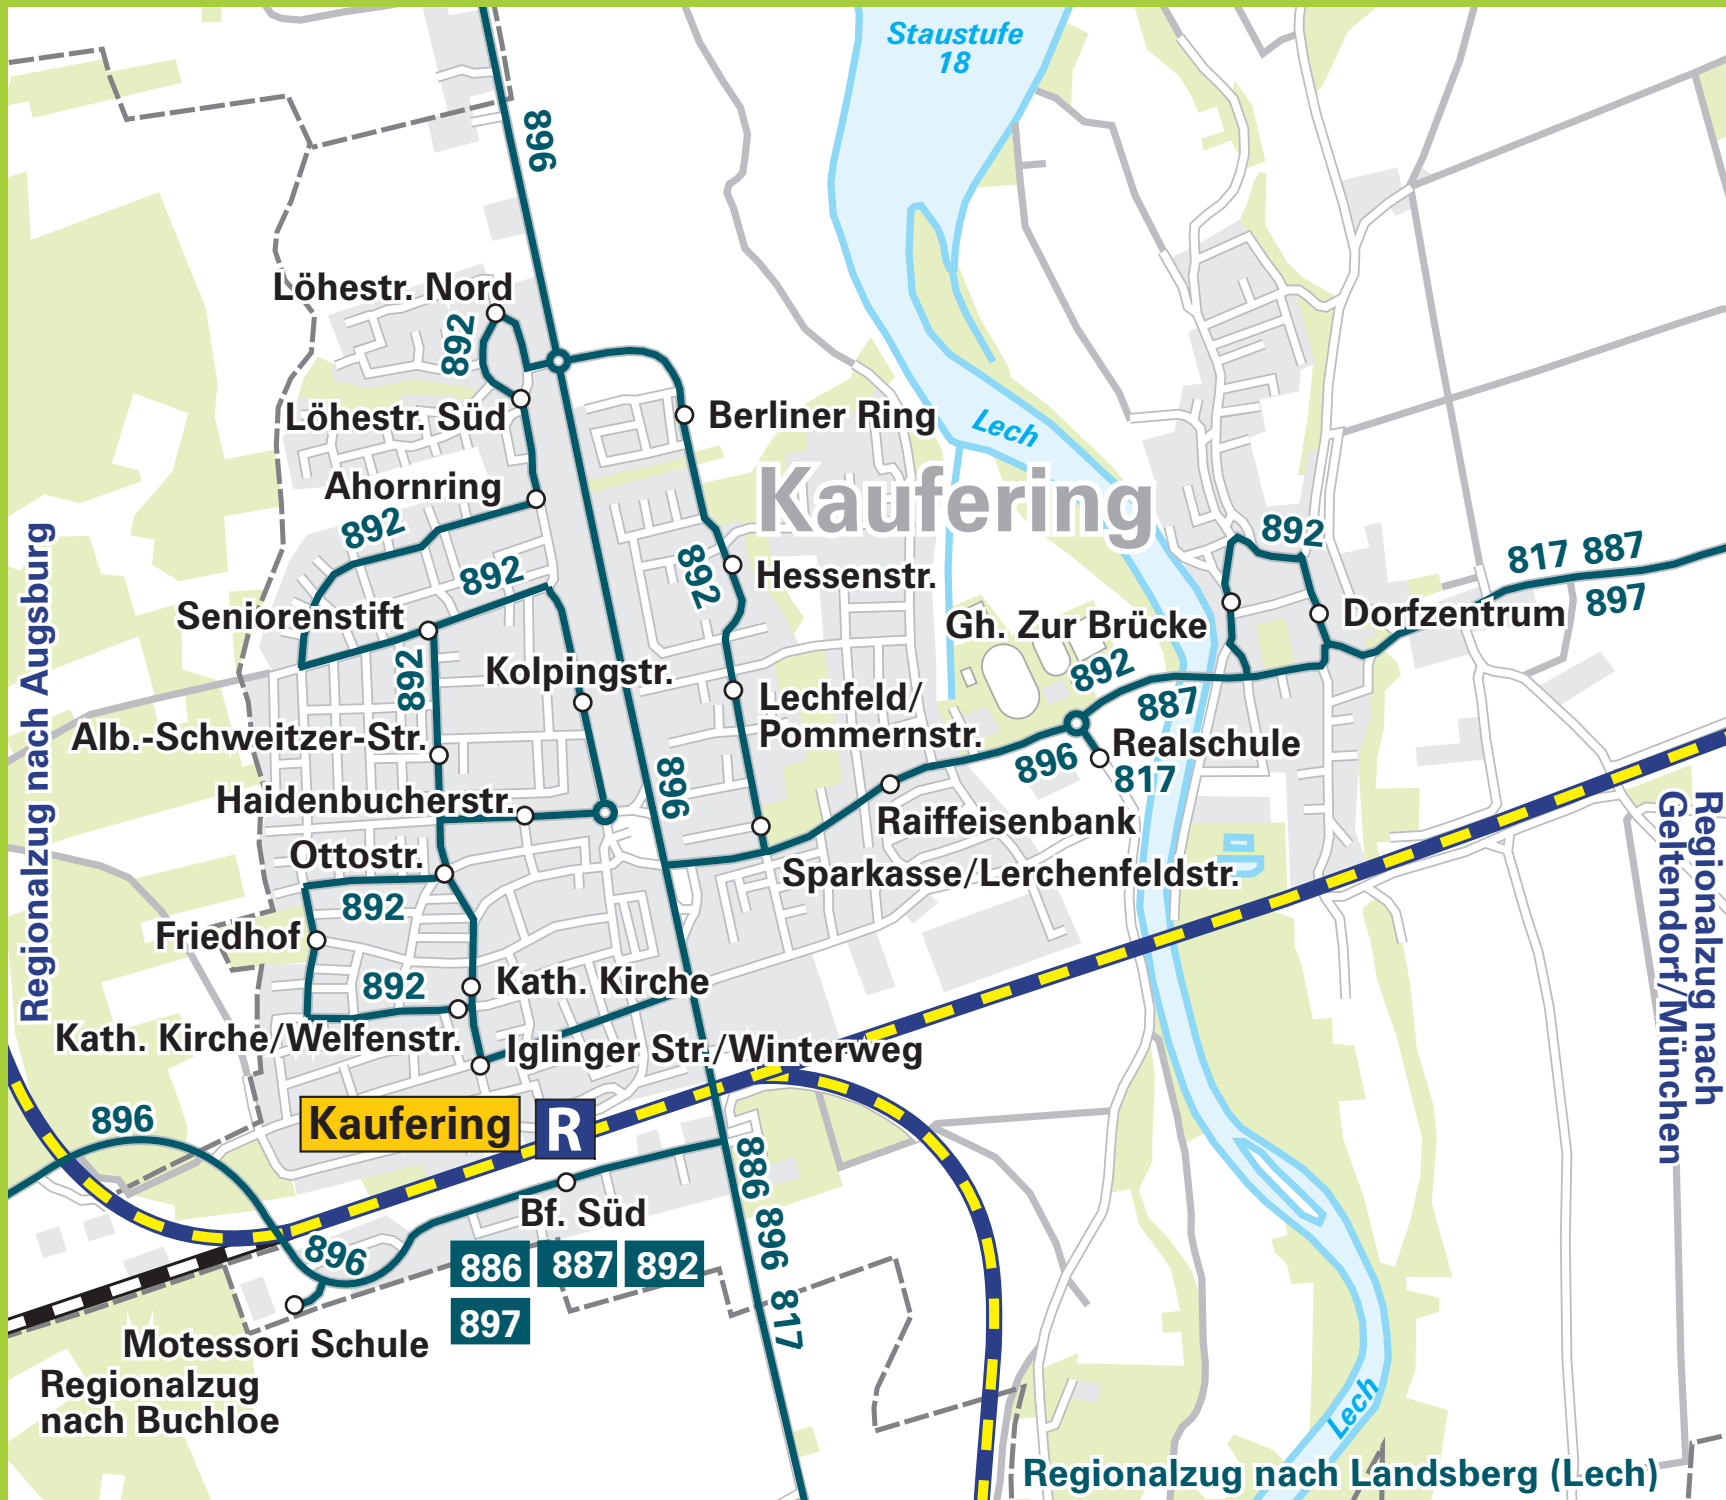 Staustufe
18
896
Löhestr. Nord
892
Löhestr. Süd
Berliner Ring
Lech
Kaufering
Ahornring
892
892
892
Hessenstr.
892
817 887
897
Seniorenstift
Gh. Zur Brücke
Dorfzentrum
892
Kolpingstr.
892
887
Lechfeld/
Pommernstr.
Alb.-Schweitzer-Str.
Realschule
817
896
896
Haidenbucherstr.
Raiffeisenbank
Ottostr.
Sparkasse/Lerchenfeldstr.
892
Friedhof
892
Kath. Kirche
Kath. Kirche/Welfenstr.
Iglinger Str./Winterweg
Regionalzug nach Augsburg
Regionalzug nach
Geltendorf/München
896
Kaufering R
886 896 817
Bf. Süd
896
886 887 892
897
Motessori Schule
Regionalzug
nach Buchloe
Lech
Regionalzug nach Landsberg (Lech)